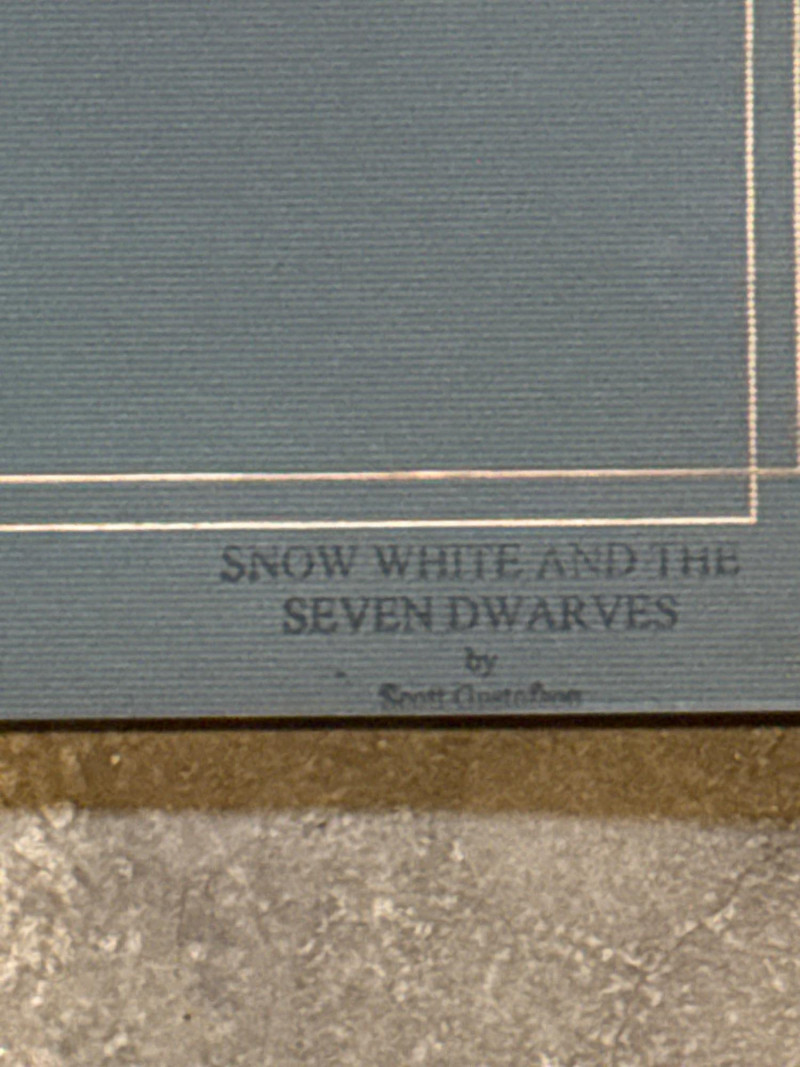 SNOW WHITE AND THE
SEVEN DWARVES
by
Scott Gustafson